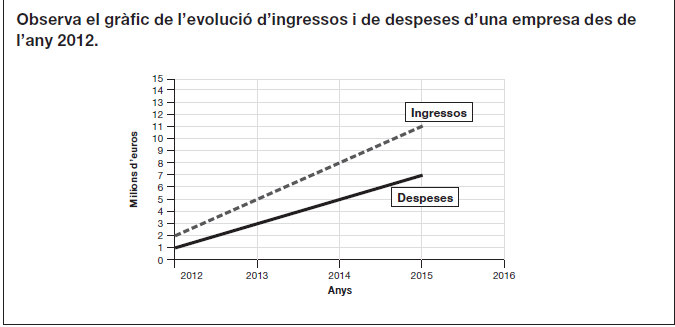 Observa el gràfic de l’evolució d’ingressos i de despeses d’una empresa des de
l’any 2012.
15
14
13
12
11
10
9
8
7
6
5
4
3
2
1
0
Milions d’euros
Ingressos
Despeses
2012 2013 2014 2015 2016
Anys